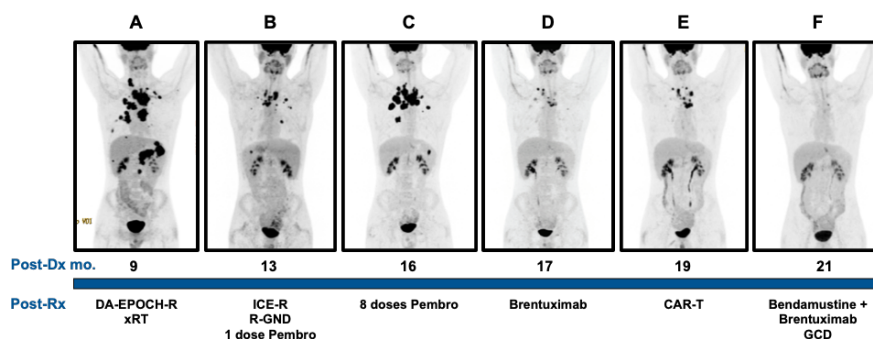 A B C D E F
Post-Dx mo. 9 13 16 17 19 21
Post-Rx DA-EPOCH-R ICE-R 8 doses Pembro Brentuximab CAR-T Bendamustine +
xRT R-GND Brentuximab
1 dose Pembro GCD